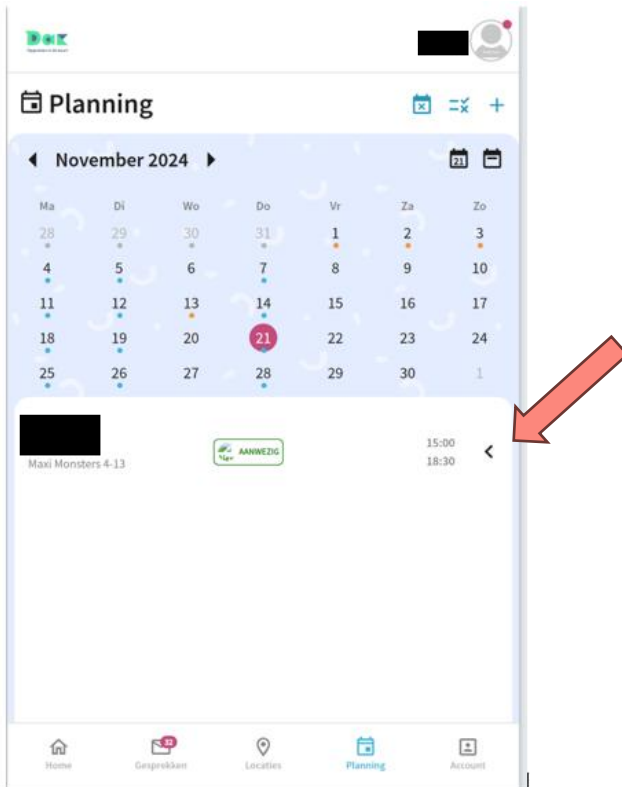 Dak
Planning
November 2024
21
Ma Di Wo Do Vr Za Zo
28 29 30 31 1 2 3
4 5 6 7 8 9 10
11 12 13 14 15 16 17
18 19 20 21 22 23 24
25 26 27 28 29 30 1
AANWEZIG
15:00
Maxi Monsters 4-13
18:30
32
Home Gesprekken Locaties Planning Account